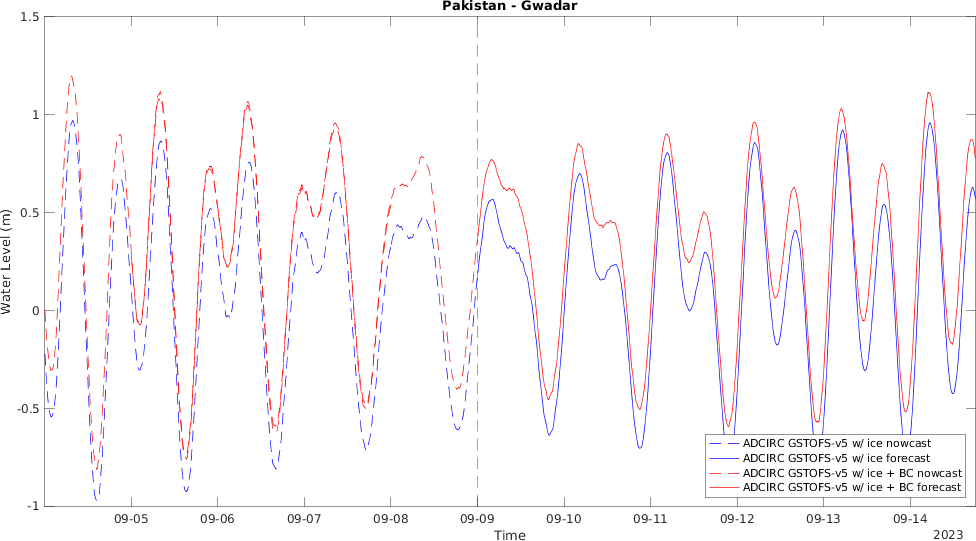 Pakistan - Gwadar
1.5
1
0.5
0
-0.5
-1
Water Level (m)
ADCIRC GSTOFS-v5 w/ ice nowcast
ADCIRC GSTOFS-v5 w/ ice forecast
ADCIRC GSTOFS-v5 w/ ice + BC nowcast
ADCIRC GSTOFS-v5 w/ ice + BC forecast
09-05 09-06 09-07 09-08 09-09 09-10 09-11 09-12 09-13 09-14
Time
2023